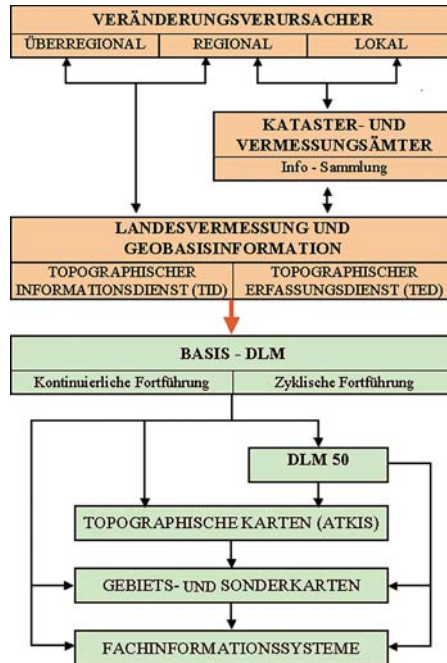 VERÄNDERUNGSVERURSACHER
ÜBERREGIONAL
REGIONAL
LOKAL
KATASTER- UND
VERMESSUNGSÄMTER
Info - Sammlung
LANDESVERMESSUNG UND
GEOBASISINFORMATION
TOPOGRAPHISCHER
INFORMATIONSDIENST (TID)
TOPOGRAPHISCHER
ERFASSUNGSDIENST (TED)
BASIS - DLM
Kontinuierliche Fortführung
Zyklische Fortführung
DLM 50
TOPOGRAPHISCHE KARTEN (ATKIS)
GEBIETS- UND SONDERKARTEN
FACHINFORMATIONSSYSTEME